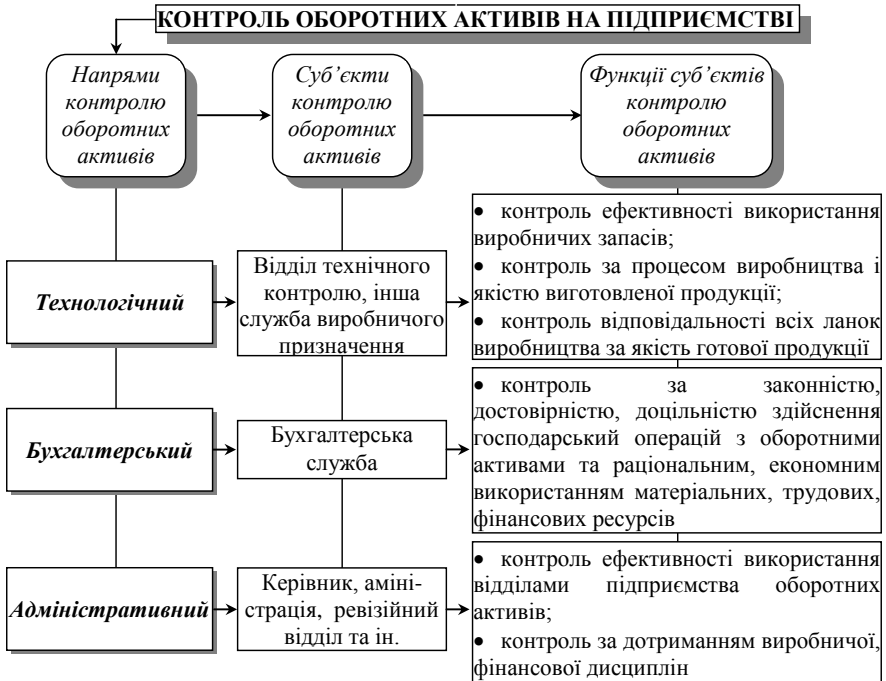 КОНТРОЛЬ ОБОРОТНИХ АКТИВІВ НА ПІДПРИЄМСТВІ
Напрями
контролю
оборотних
активів
Суб’єкти
контролю
оборотних
активів
Функції суб’єктів
контролю
оборотних
активів
Технологічний
Відділ технічного
контролю, інша
служба виробничого
призначення
• контроль ефективності використання
виробничих запасів;
• контроль за процесом виробництва і
якістю виготовленої продукції;
• контроль відповідальності всіх ланок
виробництва за якість готової продукції
Бухгалтерський
Бухгалтерська
служба
• контроль за законністю,
достовірністю, доцільністю здійснення
господарський операцій з оборотними
активами та раціональним, економним
використанням матеріальних, трудових,
фінансових ресурсів
Адміністративний
Керівник, аміні-
страція, ревізійний
відділ та ін.
• контроль ефективності використання
відділами підприємства оборотних
активів;
• контроль за дотриманням виробничої,
фінансової дисциплін